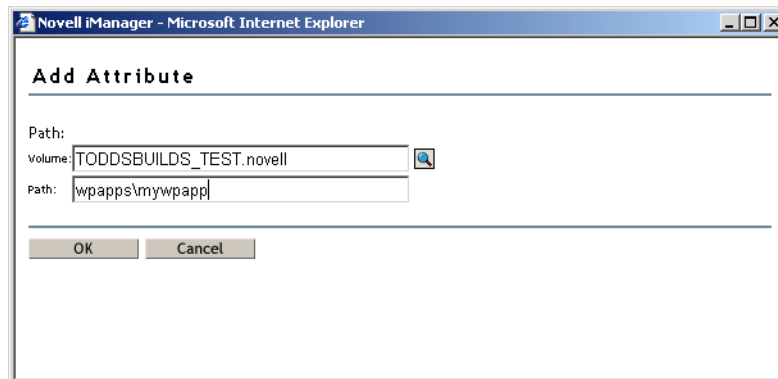 Novell iManager - Microsoft Internet Explorer
Add Attribute
Path:
Volume: TODDSBUILDS_TEST.novell
Path: wpapps\mywpapp
OK Cancel